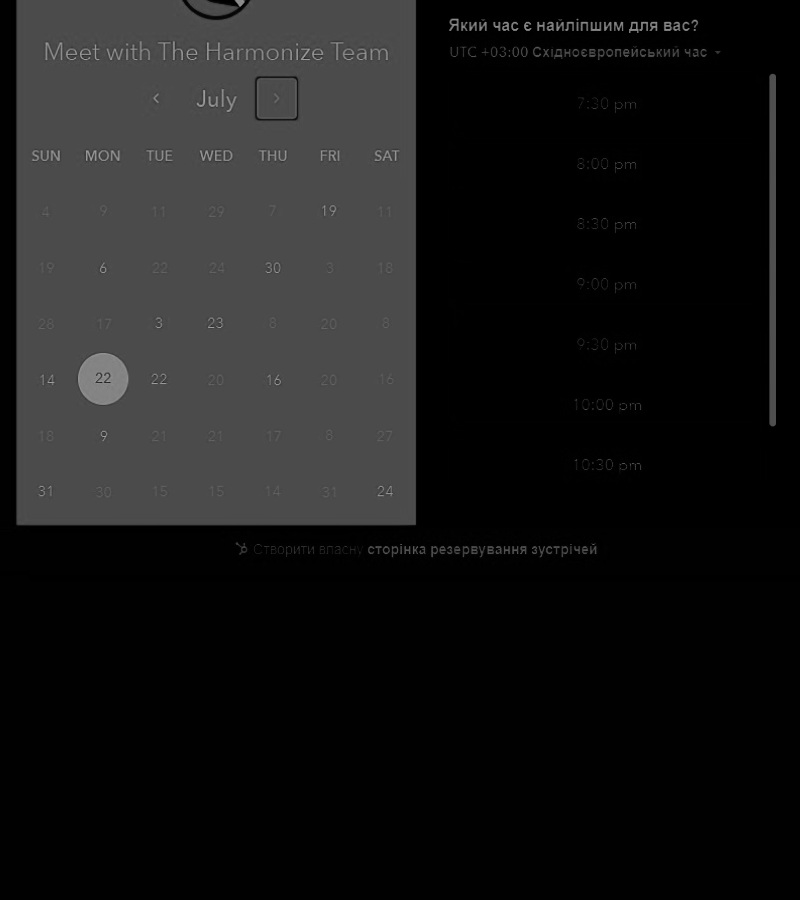 Meet with The Harmonize Team
July
SUN MON TUE WED THU FRI SAT
4 9 11 29 7 19 11
19 6 22 24 30 3 18
28 17 3 23 8 20 8
14 22 22 20 16 20 16
18 9 21 21 17 8 27
31 30 15 15 14 31 24
Який час є найліпшим для вас?
UTC +03:00 Східноєвропейський час
7:30 pm
8:00 pm
8:30 pm
9:00 pm
9:30 pm
10:00 pm
10:30 pm
Створити власну сторінка резервування зустрічей